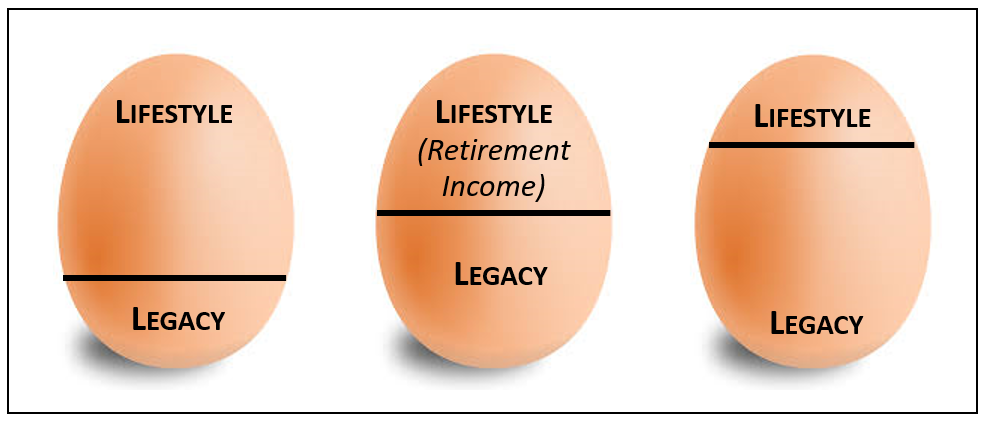 LIFESTYLE
LEGACY
LIFESTYLE
(Retirement
Income)
LEGACY
LIFESTYLE
LEGACY